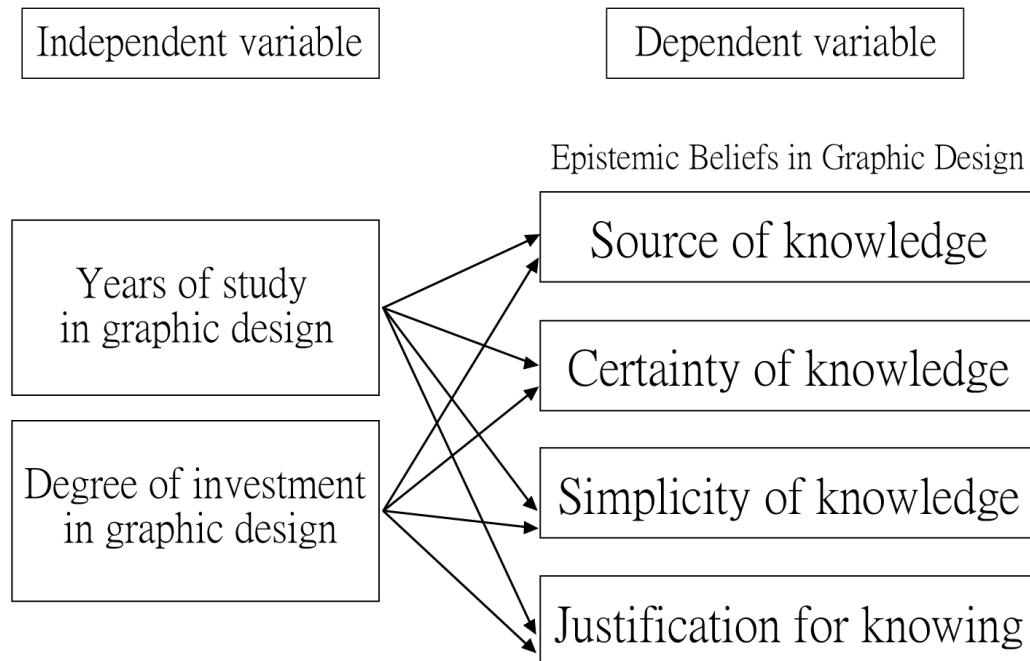 Independent variable
Dependent variable
Epistemic Beliefs in Graphic Design
Years of study
in graphic design
Degree of investment
in graphic design
Source of knowledge
Certainty of knowledge
Simplicity of knowledge
Justification for knowing